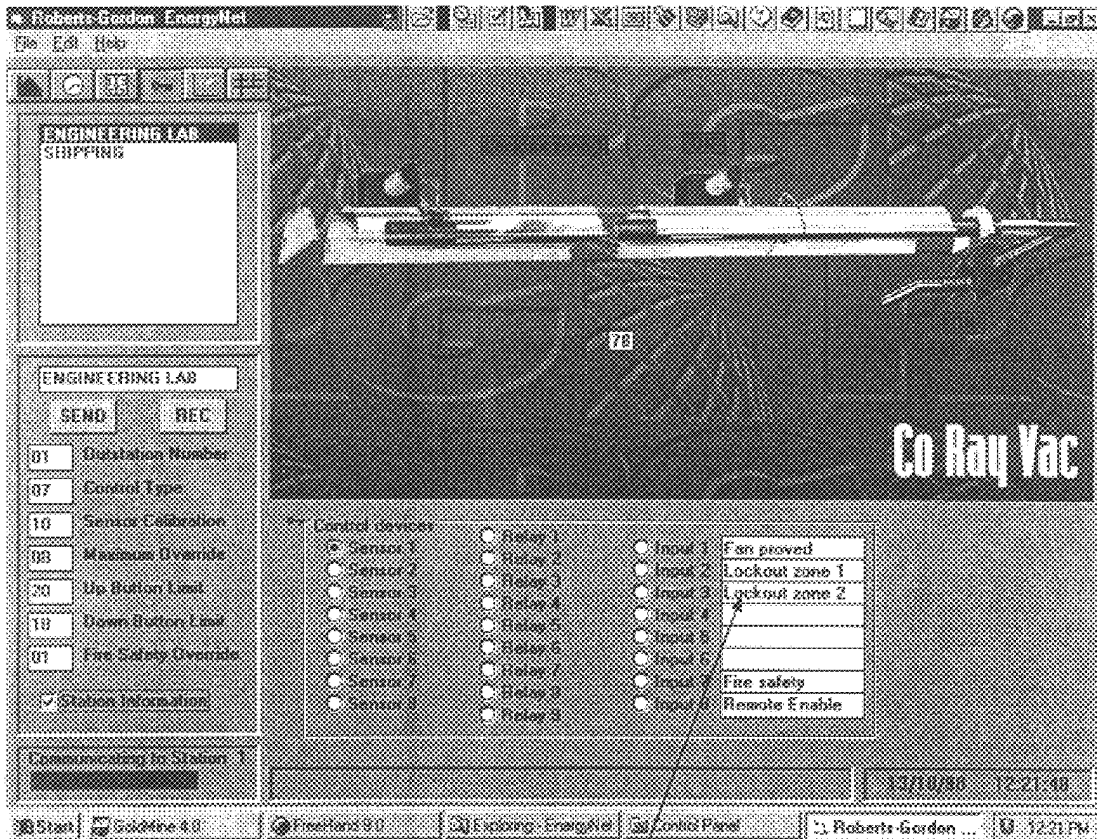 Roberts-Gordon EnergyNet
File Edit Help
ENGINEERING LAB
SHIPPING
78
Co Ray Vac
ENGINEERING LAB
SEND REC
01 Outstation Number
07 Control Type
10 Sensor Calibration
08 Maximum Override
20 Up Button Limit
Down Button Limit
01 Fire Safety Override
Station Information
Communicating to Station 1
Control devices
Sensor 1
Sensor 2
Sensor 3
Sensor 4
Sensor 5
Sensor 6
Sensor 7
Sensor 8
Relay 1
Relay 2
Relay 3
Relay 4
Relay 5
Relay 6
Relay 7
Relay 8
Relay 9
Input 1 Fan proved
Input 2 Lockout zone 1
Input 3 Lockout zone 2
Input 4
Input 5
Input 6
Input 7 Fire safety
Input 8 Remote Enable
12:21:48
Start GoldMine 4.0 FreeHand 8.0 Exploring - EnergyNet Control Panel Roberts-Gordon ... 12:21 PM